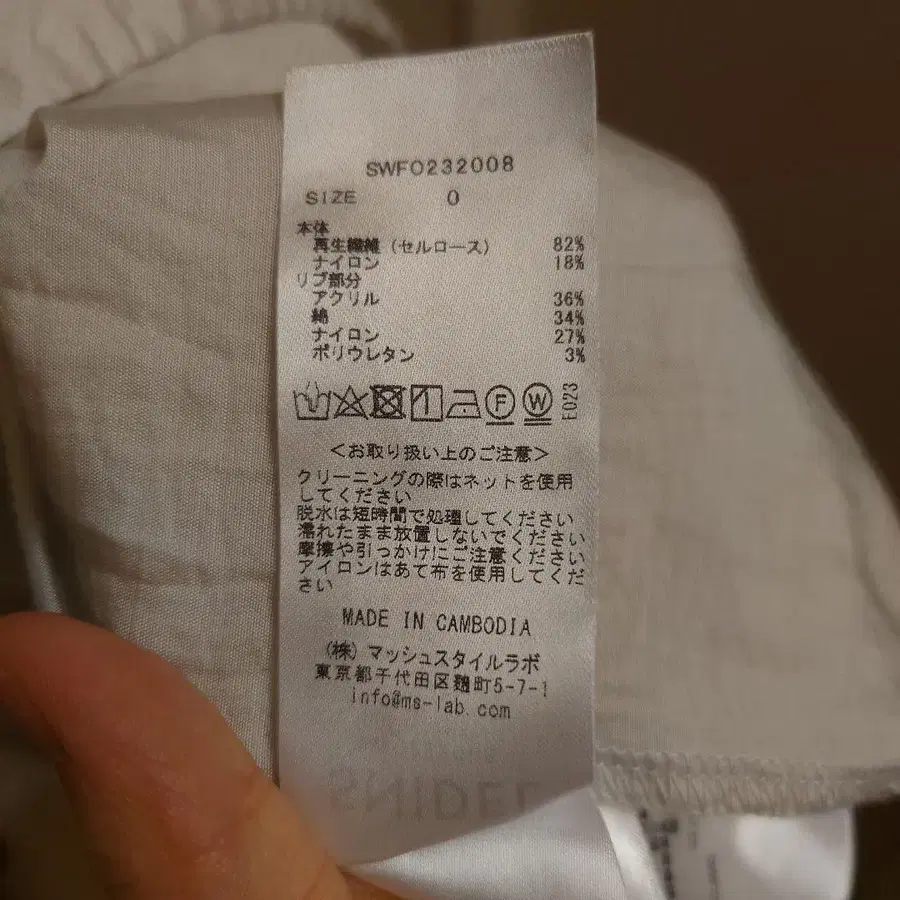 SWFO232008
SIZE 0
本体
再生繊維(セルロース) 82%
ナイロン 18%
リブ部分
アクリル 36%
綿 34%
ナイロン 27%
ポリウレタン 3%
F W E023
<お取り扱い上のご注意>
クリーニングの際はネットを使用
してください
脱水は短時間で処理してください
濡れたまま放置しないでください
摩擦や引っかけにご注意ください
アイロンはあて布を使用してくだ
さい
MADE IN CAMBODIA
(株)マッシュスタイルラボ
東京都千代田区麹町5-7-1
info@ms-lab.com
SNIDEL